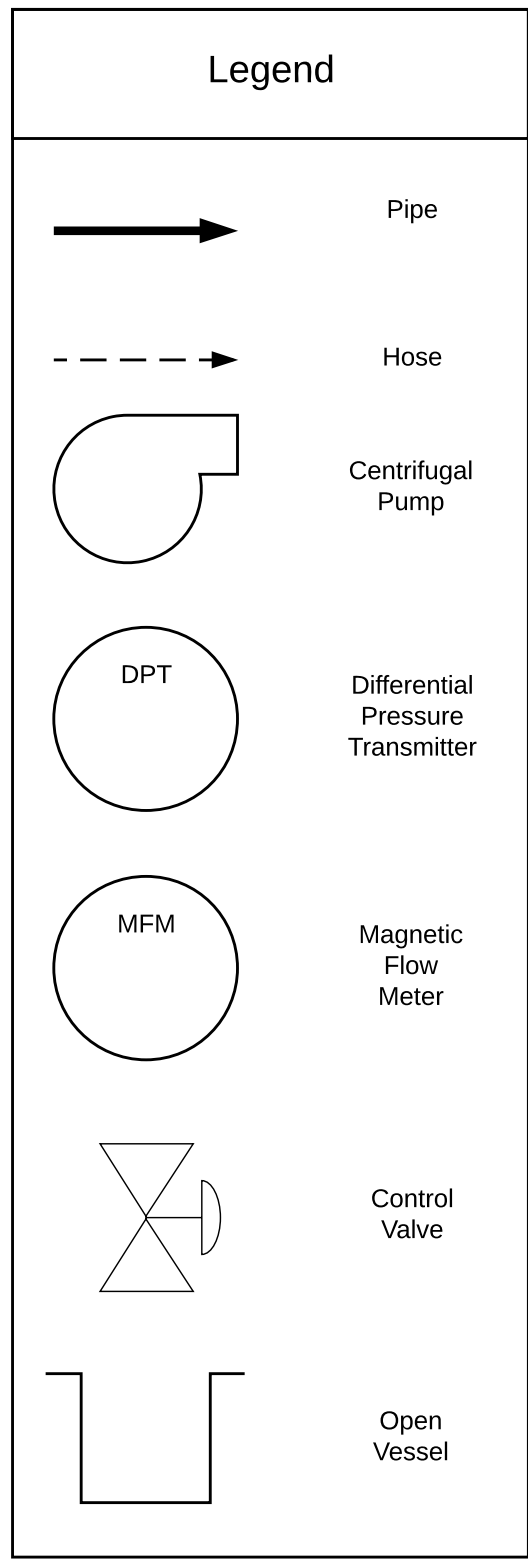 Legend
Pipe
Hose
Centrifugal
Pump
DPT
Differential
Pressure
Transmitter
MFM
Magnetic
Flow
Meter
Control
Valve
Open
Vessel